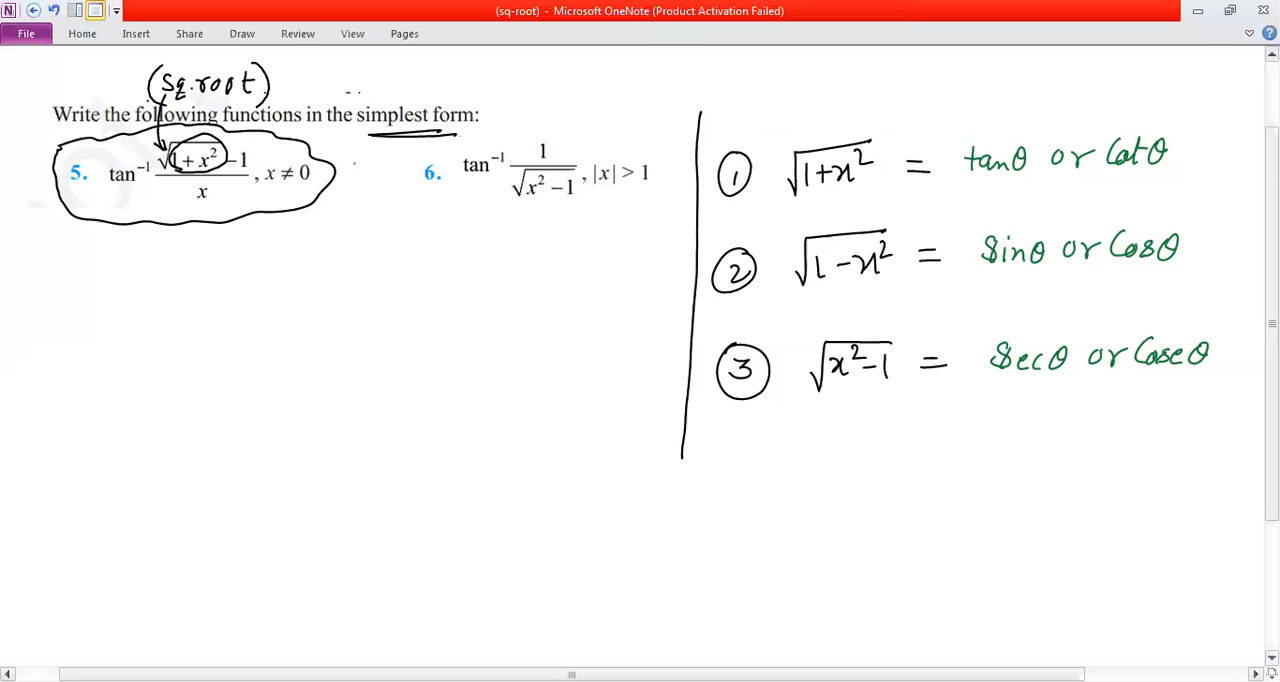 (sq-root) - Microsoft OneNote (Product Activation Failed)
File Home Insert Share Draw Review View Pages
(Sq.root)
Write the following functions in the simplest form:
5. tan⁻¹ (√(1 + x²) −1)/x , x ≠ 0
6. tan⁻¹ 1/√(x² −1) , |x| > 1
① √(1+x²) = tanθ or Cotθ
② √(1−x²) = Sinθ or Cosθ
③ √(x²−1) = Secθ or Cosecθ